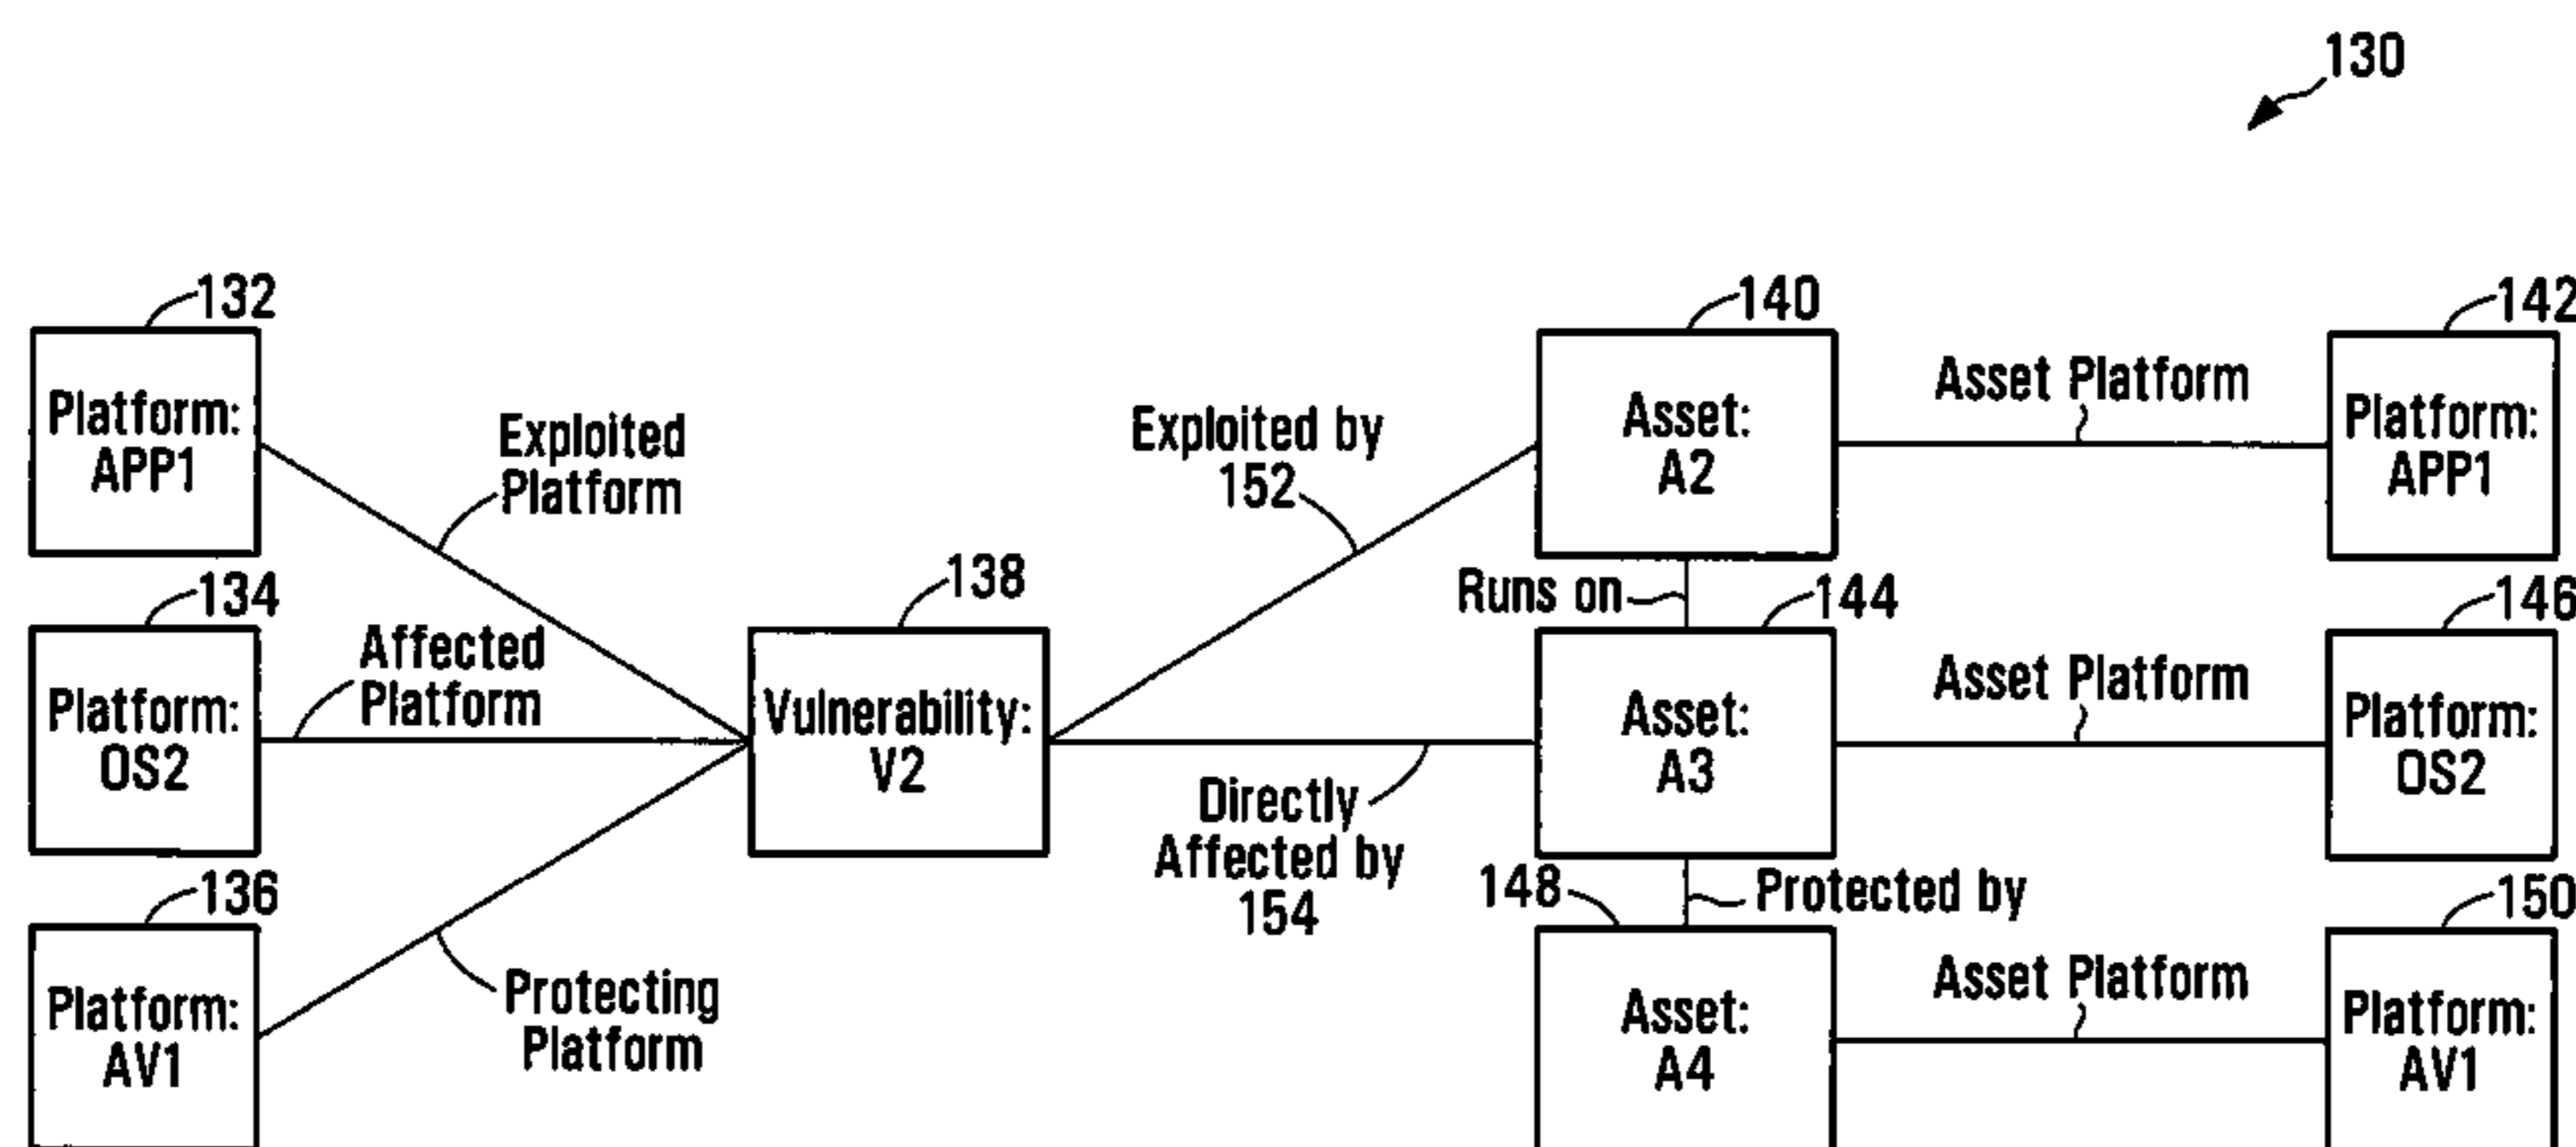 130
132
140
142
Platform:
APP1
Exploited
Platform
Exploited by
152
Asset:
A2
Asset Platform
Platform:
APP1
134
138
Runs on
144
146
Platform:
OS2
Affected
Platform
Vulnerability:
V2
Directly
Affected by
154
Asset:
A3
Asset Platform
Platform:
OS2
136
148
Protected by
150
Platform:
AV1
Protecting
Platform
Asset:
A4
Asset Platform
Platform:
AV1